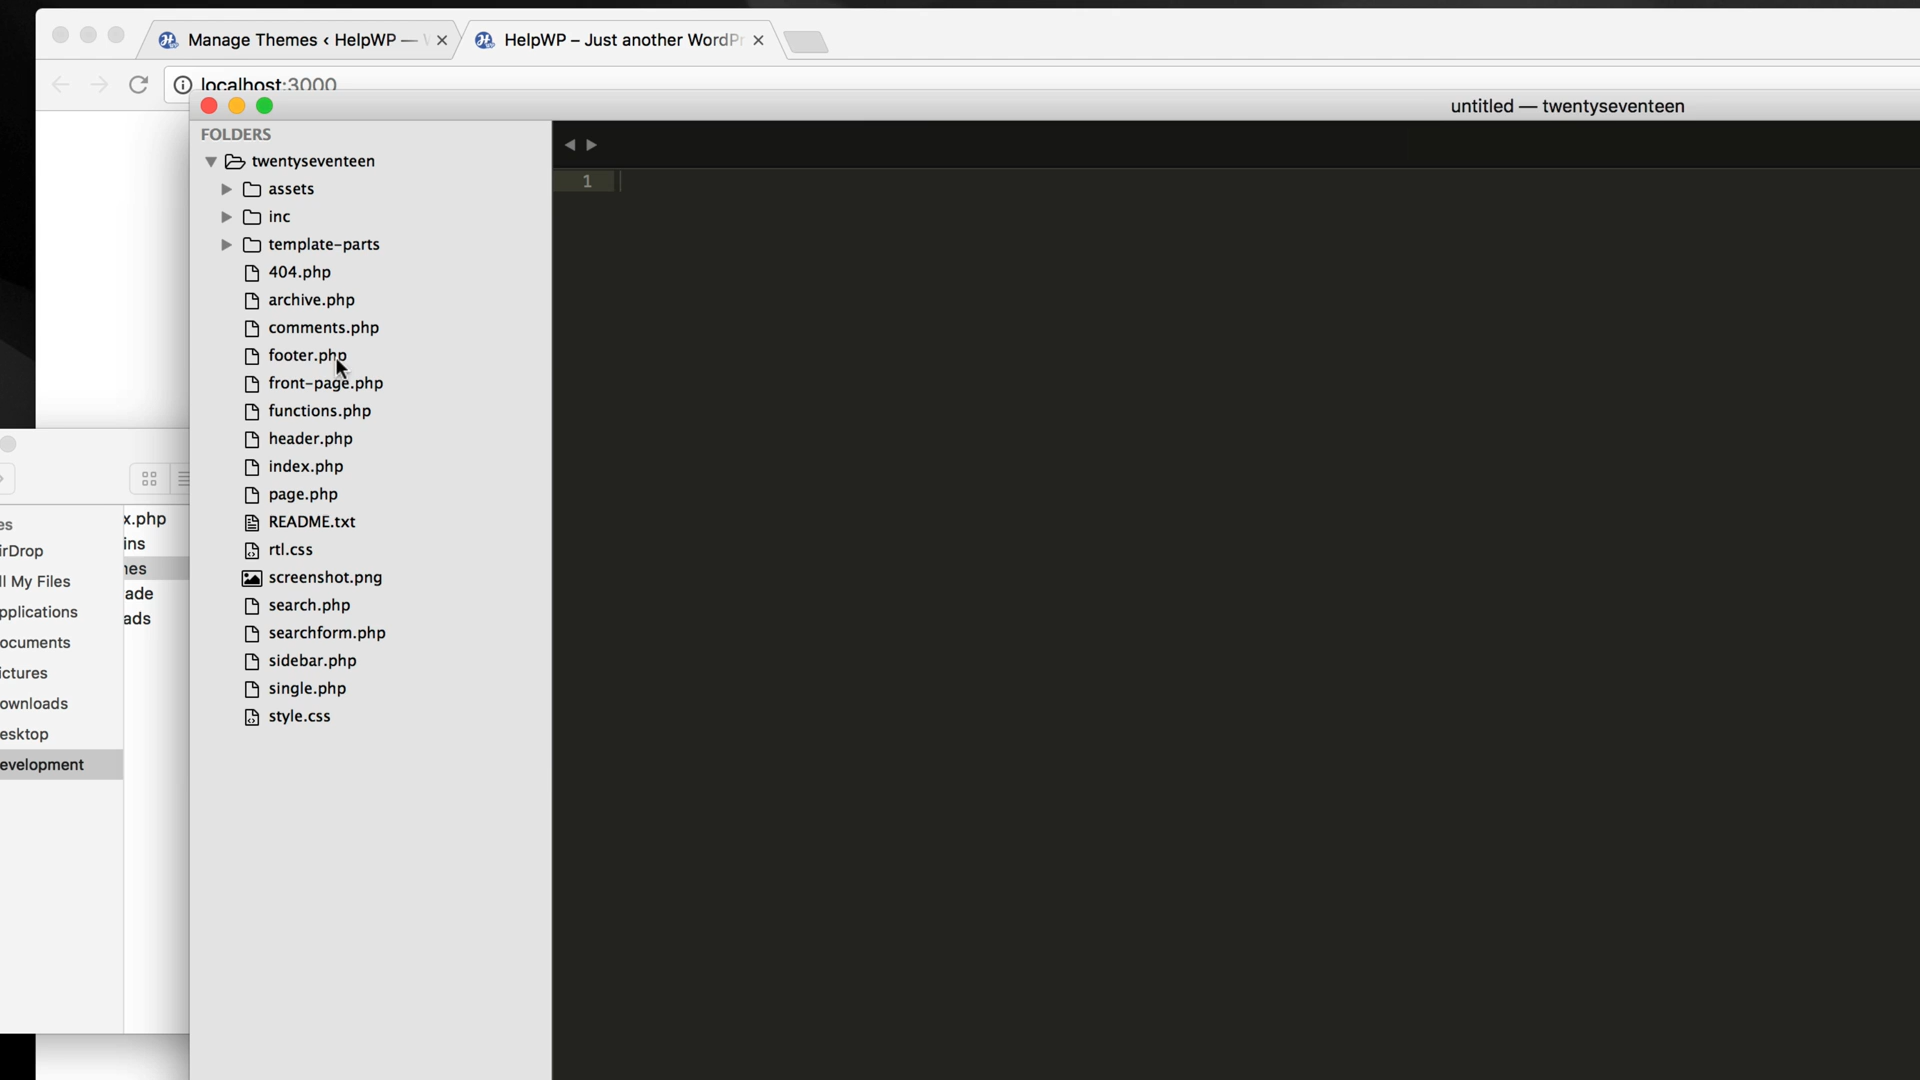 Manage Themes ‹ HelpWP —
HelpWP – Just another WordPr
localhost:3000
untitled — twentyseventeen
FOLDERS
twentyseventeen
assets
inc
template-parts
404.php
archive.php
comments.php
footer.php
front-page.php
functions.php
header.php
index.php
page.php
README.txt
rtl.css
screenshot.png
search.php
searchform.php
sidebar.php
single.php
style.css
1
es
irDrop
ll My Files
pplications
ocuments
ictures
ownloads
esktop
evelopment
x.php
ins
nes
ade
ads